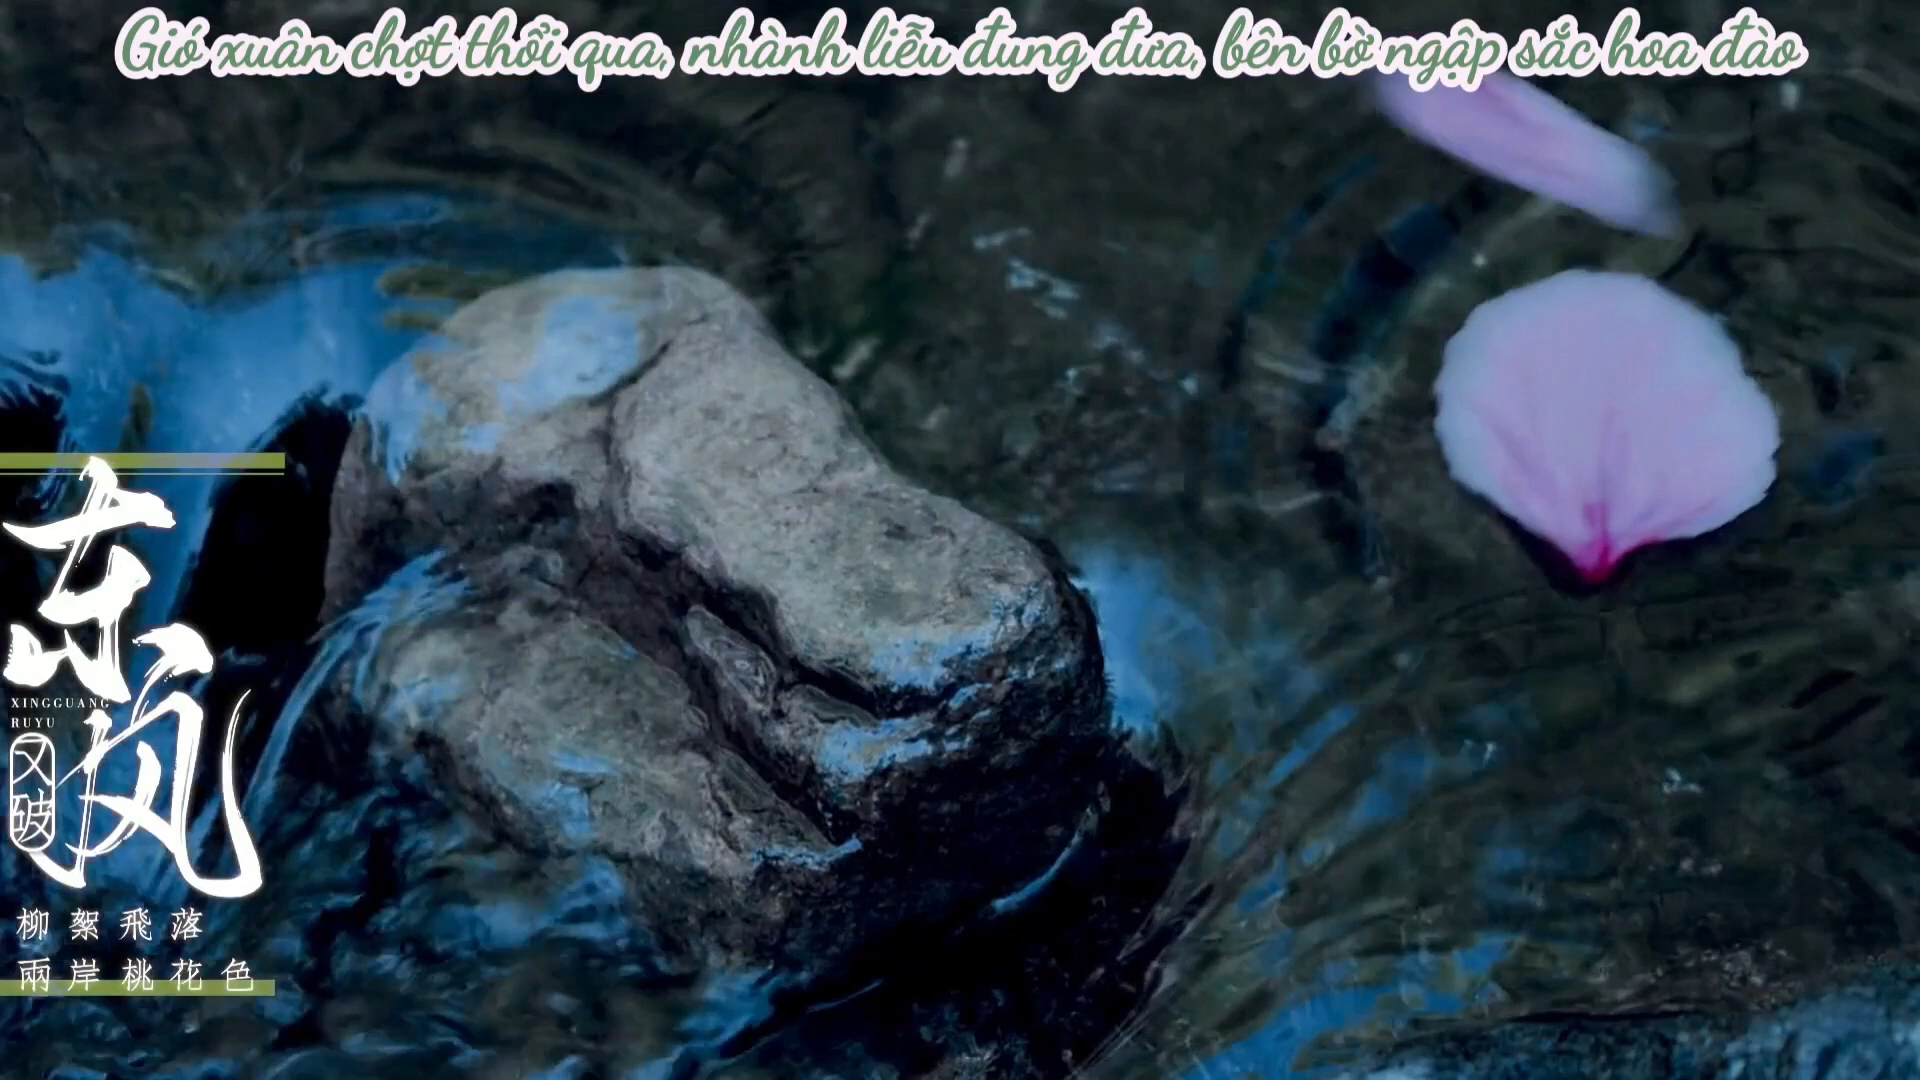 Gió xuân chợt thổi qua, nhành liễu đung đưa, bên bờ ngập sắc hoa đào
东风
XINGGUANG
RUYU
又破
柳絮飛落
兩岸桃花色